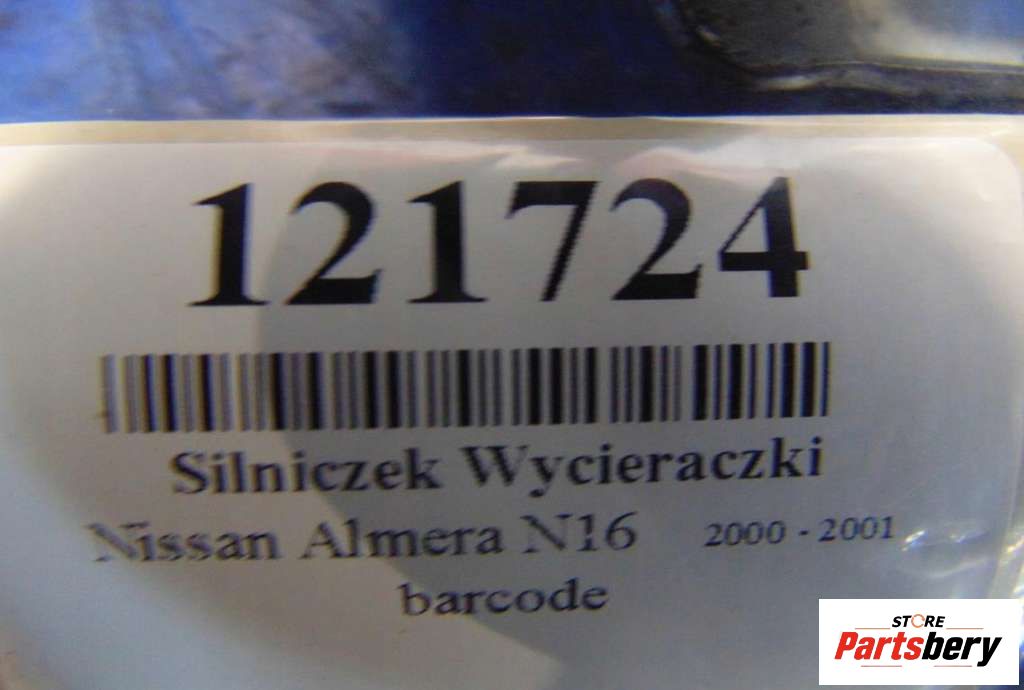 121724
Silniczek Wycieraczki
Nissan Almera N16 2000 - 2001
barcode
STORE
Partsbery